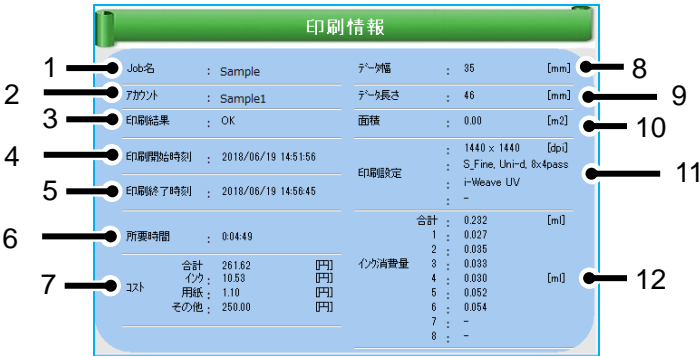 印刷情報
1 Job名 : Sample
2 アカウント : Sample1
3 印刷結果 : OK
4 印刷開始時刻 : 2018/06/19 14:51:56
5 印刷終了時刻 : 2018/06/19 14:56:45
6 所要時間 : 0:04:49
7 コスト
合計 261.62 [円]
インク : 10.53 [円]
用紙 : 1.10 [円]
その他 : 250.00 [円]
データ幅 : 35 [mm] 8
データ長さ : 46 [mm] 9
面積 : 0.00 [m2] 10
印刷設定 11
: 1440 x 1440 [dpi]
: S_Fine, Uni-d, 8x4pass
: i-Weave UV
: -
インク消費量 [ml] 12
合計 : 0.232 [ml]
1 : 0.027
2 : 0.035
3 : 0.033
4 : 0.030
5 : 0.052
6 : 0.054
7 : -
8 : -